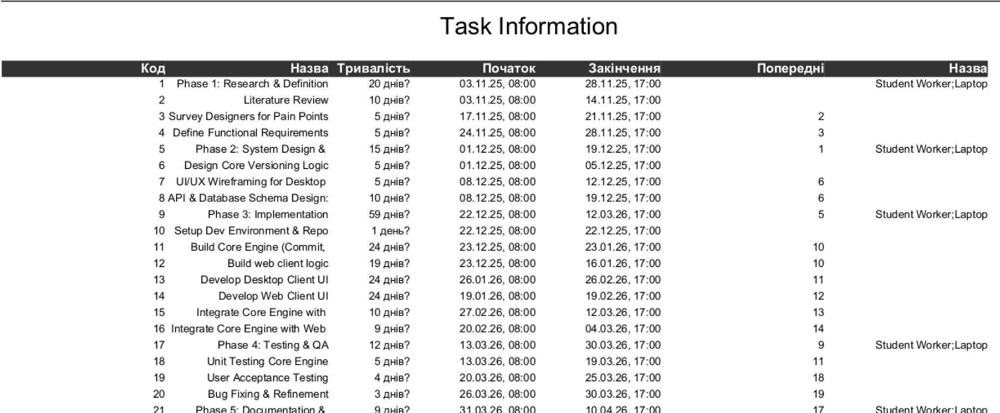 Task Information
Код Назва Тривалість Початок Закінчення Попередні Назва
1 Phase 1: Research & Definition 20 днів? 03.11.25, 08:00 28.11.25, 17:00 Student Worker;Laptop
2 Literature Review 10 днів? 03.11.25, 08:00 14.11.25, 17:00
3 Survey Designers for Pain Points 5 днів? 17.11.25, 08:00 21.11.25, 17:00 2
4 Define Functional Requirements 5 днів? 24.11.25, 08:00 28.11.25, 17:00 3
5 Phase 2: System Design & 15 днів? 01.12.25, 08:00 19.12.25, 17:00 1 Student Worker;Laptop
6 Design Core Versioning Logic 5 днів? 01.12.25, 08:00 05.12.25, 17:00
7 UI/UX Wireframing for Desktop 5 днів? 08.12.25, 08:00 12.12.25, 17:00 6
8 API & Database Schema Design: 10 днів? 08.12.25, 08:00 19.12.25, 17:00 6
9 Phase 3: Implementation 59 днів? 22.12.25, 08:00 12.03.26, 17:00 5 Student Worker;Laptop
10 Setup Dev Environment & Repo 1 день? 22.12.25, 08:00 22.12.25, 17:00
11 Build Core Engine (Commit, 24 днів? 23.12.25, 08:00 23.01.26, 17:00 10
12 Build web client logic 19 днів? 23.12.25, 08:00 16.01.26, 17:00 10
13 Develop Desktop Client UI 24 днів? 26.01.26, 08:00 26.02.26, 17:00 11
14 Develop Web Client UI 24 днів? 19.01.26, 08:00 19.02.26, 17:00 12
15 Integrate Core Engine with 10 днів? 27.02.26, 08:00 12.03.26, 17:00 13
16 Integrate Core Engine with Web 9 днів? 20.02.26, 08:00 04.03.26, 17:00 14
17 Phase 4: Testing & QA 12 днів? 13.03.26, 08:00 30.03.26, 17:00 9 Student Worker;Laptop
18 Unit Testing Core Engine 5 днів? 13.03.26, 08:00 19.03.26, 17:00 11
19 User Acceptance Testing 4 днів? 20.03.26, 08:00 25.03.26, 17:00 18
20 Bug Fixing & Refinement 3 днів? 26.03.26, 08:00 30.03.26, 17:00 19
21 Phase 5: Documentation & 9 днів? 31.03.26, 08:00 10.04.26, 17:00 17 Student Worker;Laptop